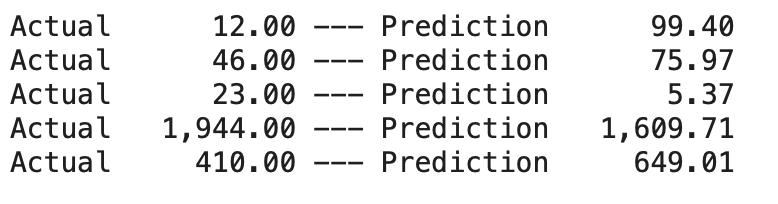 Actual      12.00 --- Prediction      99.40
Actual      46.00 --- Prediction      75.97
Actual      23.00 --- Prediction       5.37
Actual   1,944.00 --- Prediction   1,609.71
Actual     410.00 --- Prediction     649.01